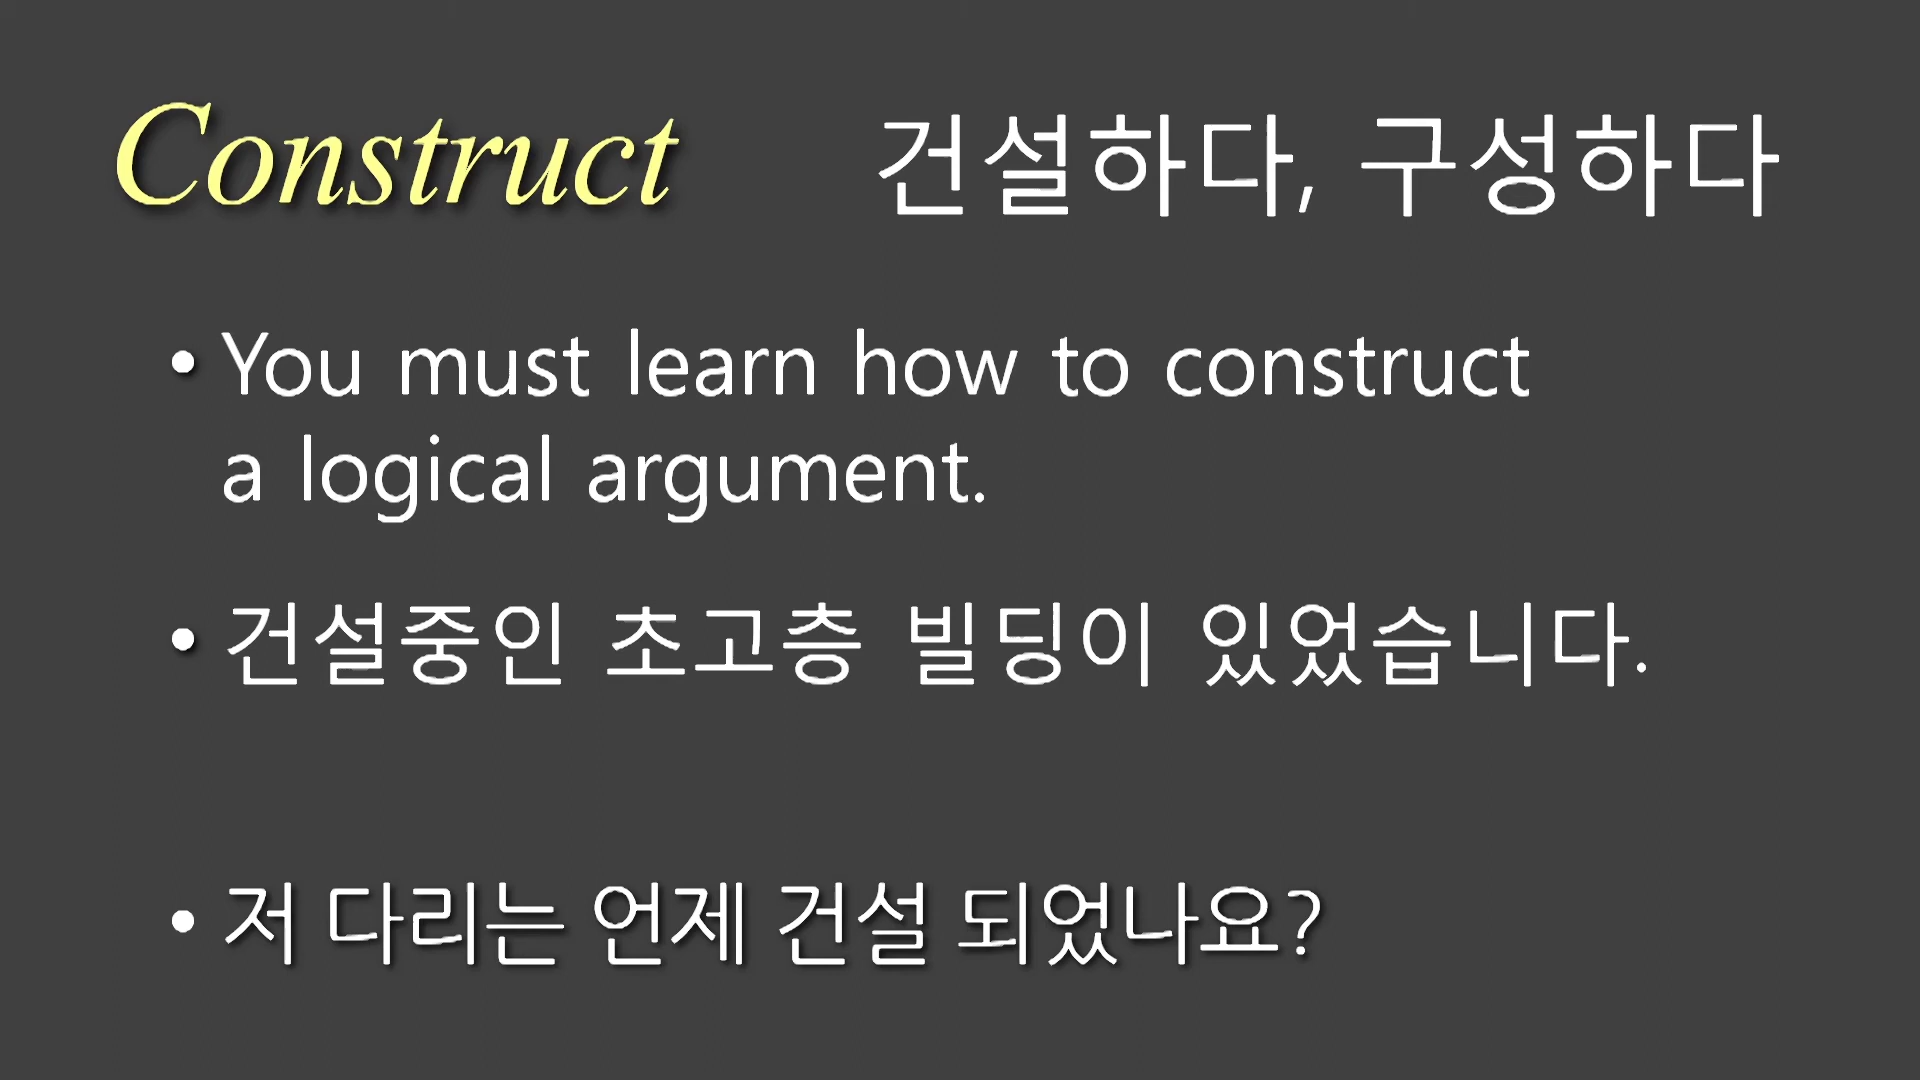 Construct 건설하다, 구성하다
• You must learn how to construct
a logical argument.
• 건설중인 초고층 빌딩이 있었습니다.
• 저 다리는 언제 건설 되었나요?